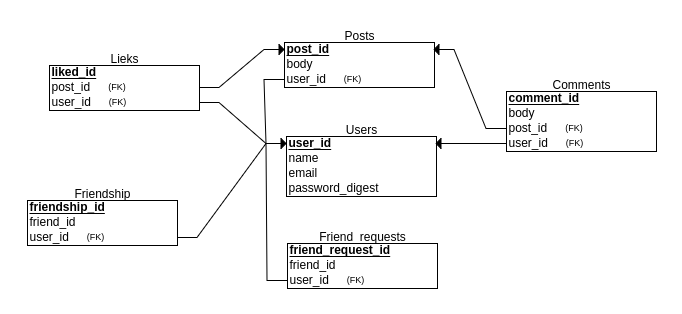 Posts
post_id
body
user_id (FK)
Lieks
liked_id
post_id (FK)
user_id (FK)
Comments
comment_id
body
post_id (FK)
user_id (FK)
Users
user_id
name
email
password_digest
Friendship
friendship_id
friend_id
user_id (FK)
Friend_requests
friend_request_id
friend_id
user_id (FK)